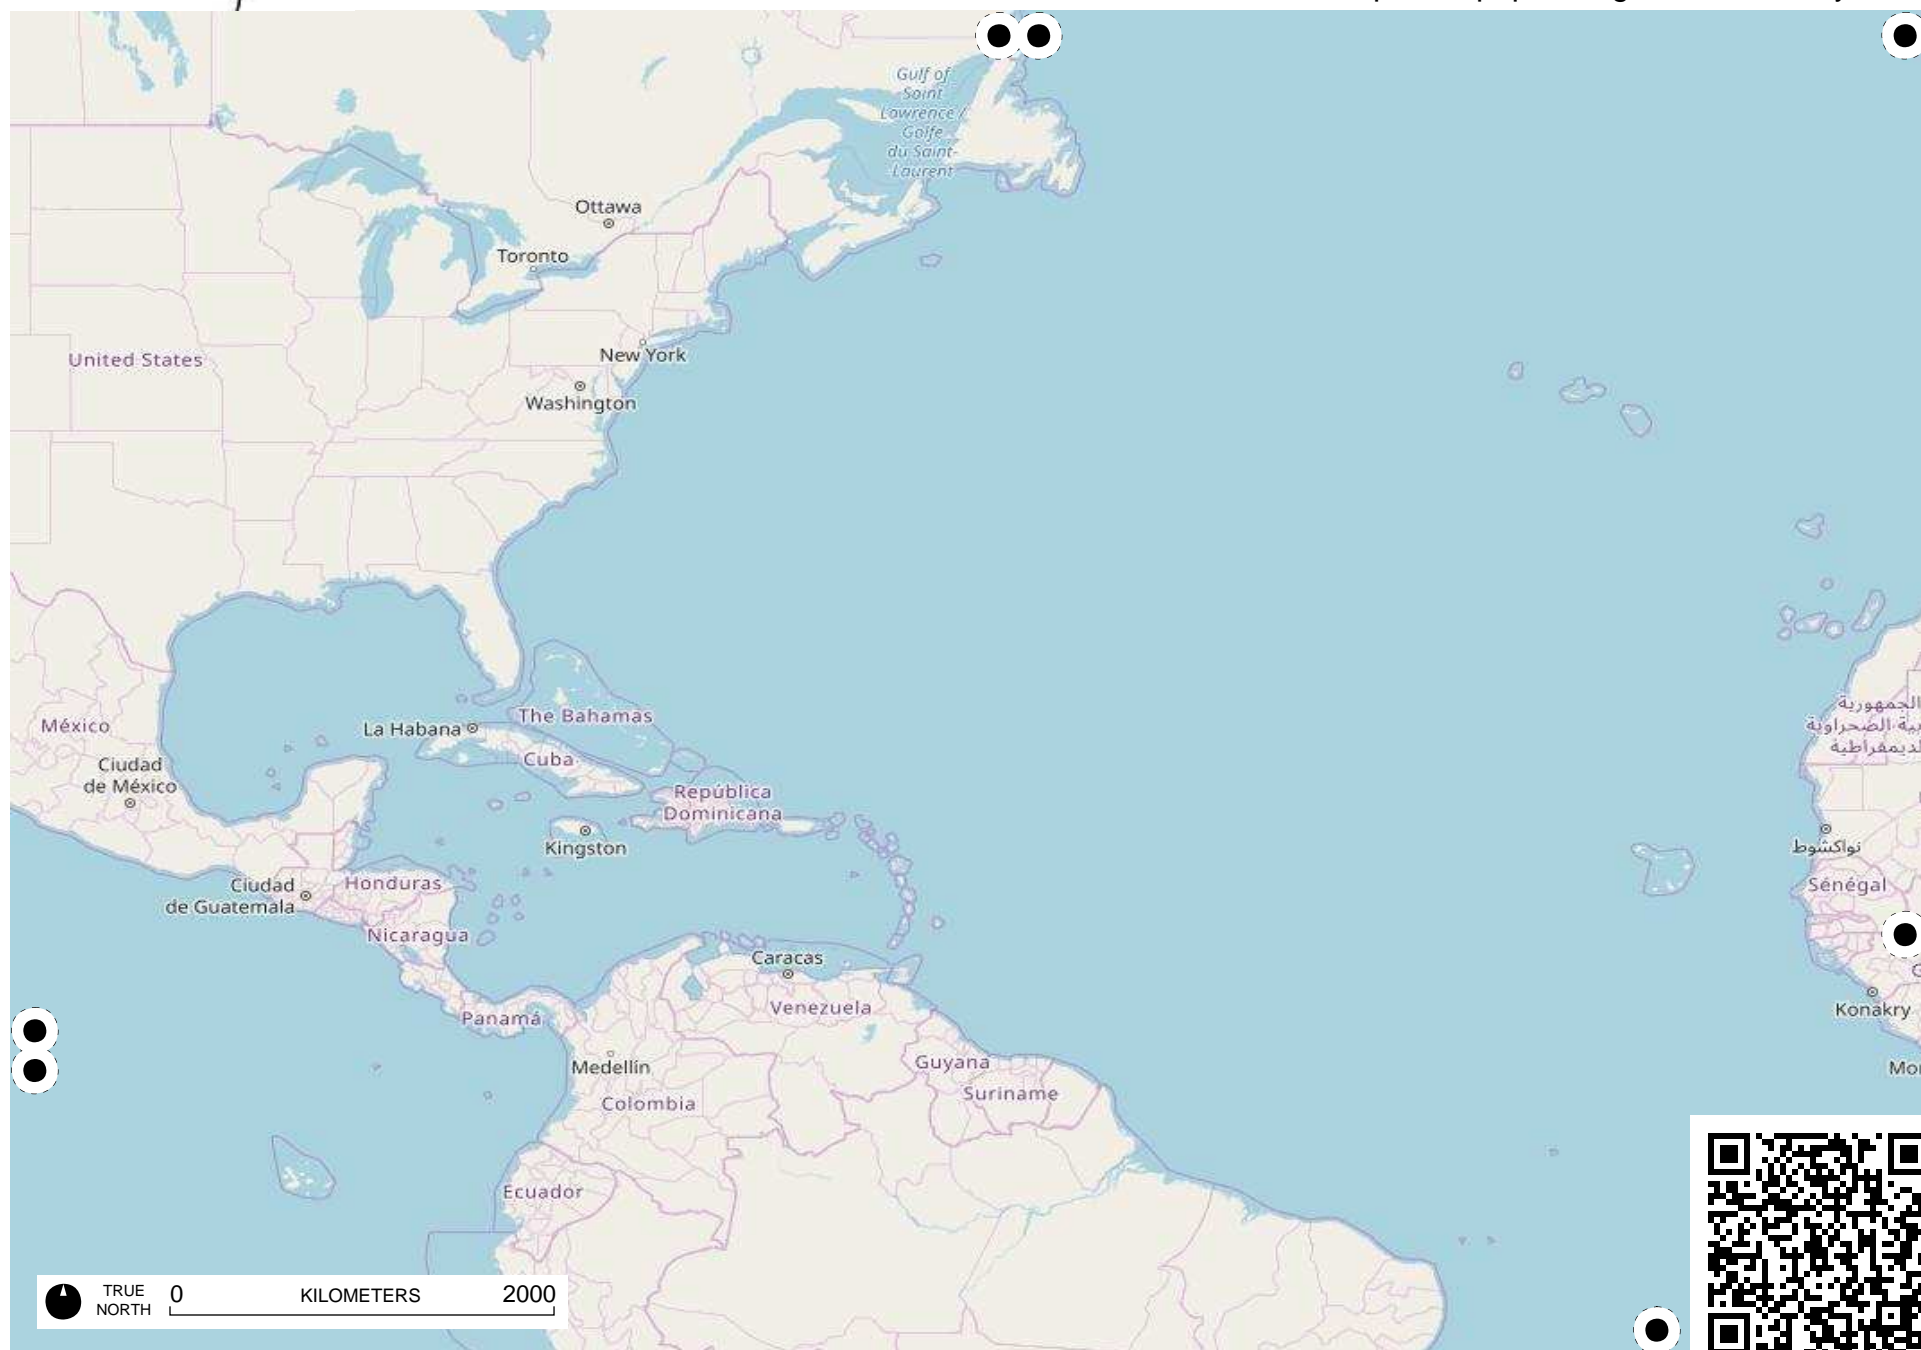 Gulf of
Saint
Lawrence /
Golfe
du Saint-
Laurent
Ottawa
Toronto
New York
United States
Washington
The Bahamas
La Habana
México
Cuba
Ciudad
de México
República
Dominicana
Kingston
الجمهورية
الصحراوية
نواكشوط
Sénégal
Honduras
Ciudad
de Guatemala
Nicaragua
Caracas
Venezuela
Panamá
Konakry
Medellín
Guyana
Suriname
Colombia
Ecuador
TRUE
NORTH
0 KILOMETERS 2000